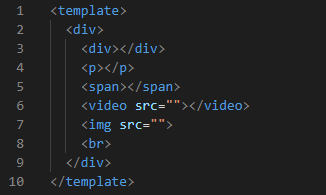 1 <template>
2   <div>
3     <div></div>
4     <p></p>
5     <span></span>
6     <video src=""></video>
7     <img src="">
8     <br>
9   </div>
10 </template>